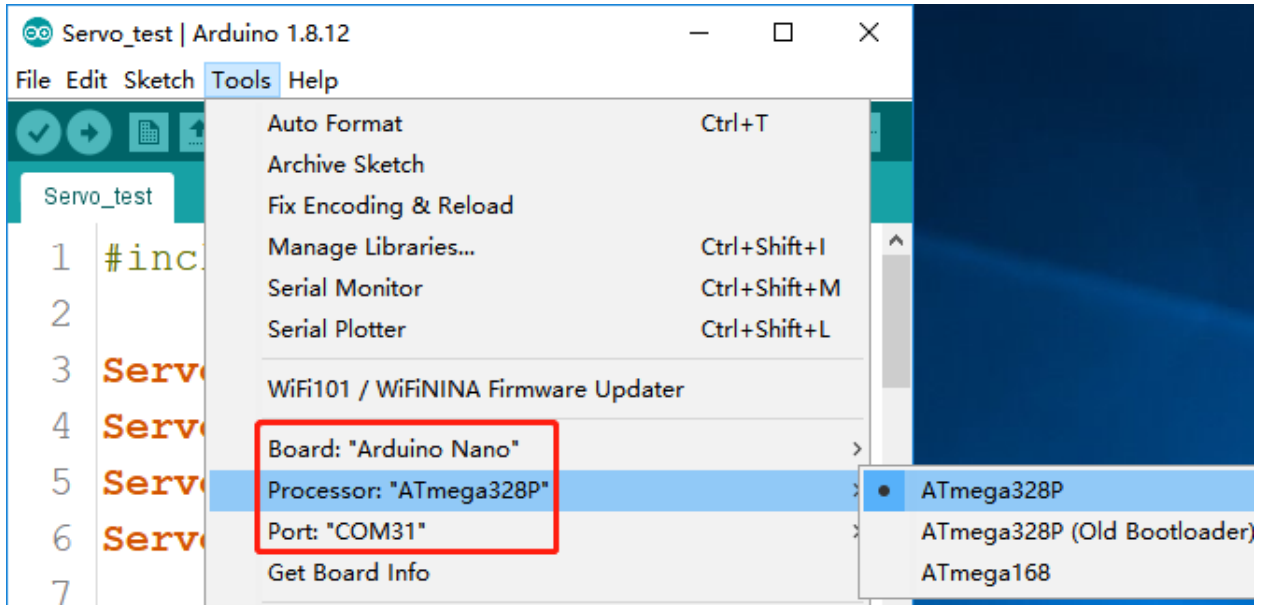 Servo_test | Arduino 1.8.12
File Edit Sketch Tools Help
Auto Format Ctrl+T
Archive Sketch
Servo_test
Fix Encoding & Reload
1 #inc
Manage Libraries... Ctrl+Shift+I
Serial Monitor Ctrl+Shift+M
2
Serial Plotter Ctrl+Shift+L
3 Serv
WiFi101 / WiFiNINA Firmware Updater
4 Serv
Board: "Arduino Nano"
5 Serv
Processor: "ATmega328P"
ATmega328P
6 Serv
Port: "COM31"
ATmega328P (Old Bootloader)
7
Get Board Info
ATmega168